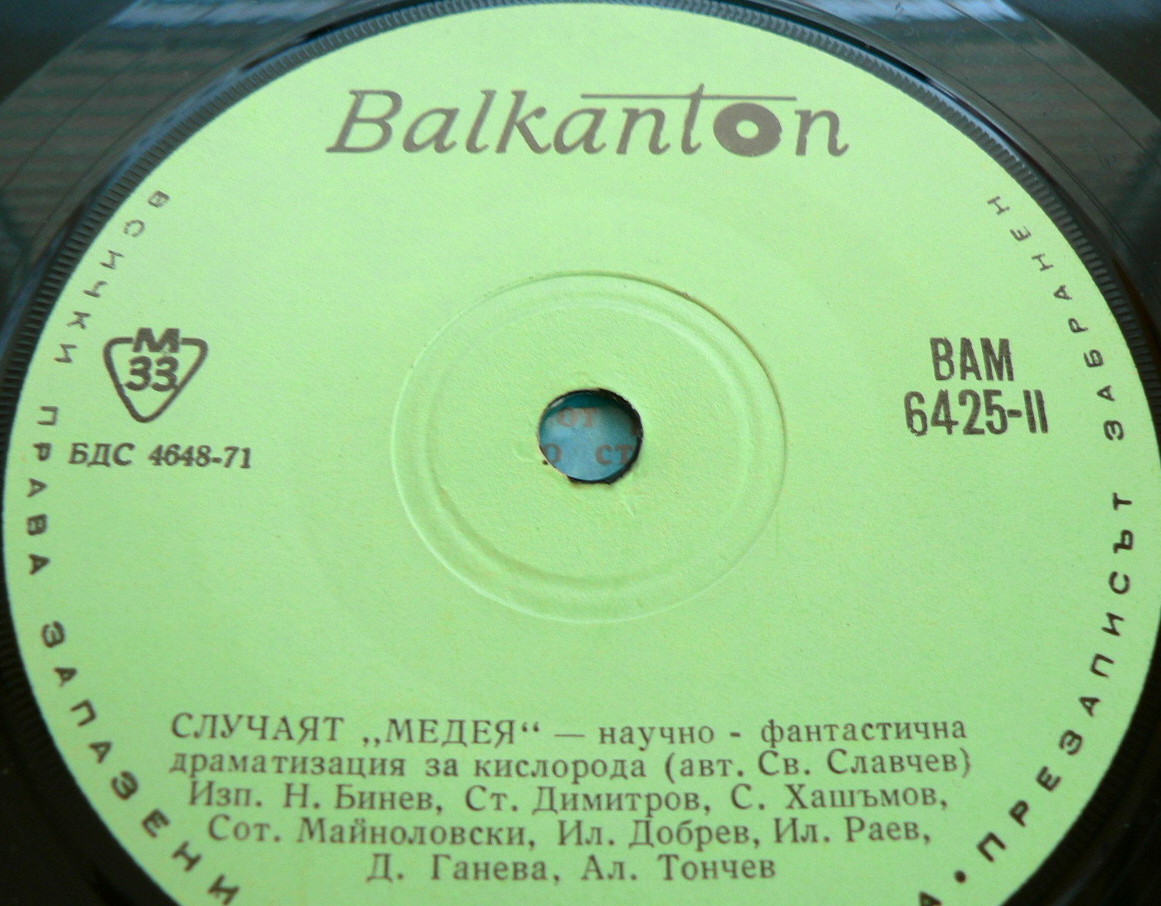 Balkanton
ВСИЧКИ ПРАВА ЗАПАЗЕНИ
М
33
БДС 4648-71
ВАМ
6425-II
СЛУЧАЯТ „МЕДЕЯ“ — научно - фантастична
драматизация за кислорода (авт. Св. Славчев)
Изп. Н. Бинев, Ст. Димитров, С. Хашъмов,
Сот. Майноловски, Ил. Добрев, Ил. Раев,
Д. Ганева, Ал. Тончев
ПРЕЗАПИСЪТ ЗАБРАНЕН